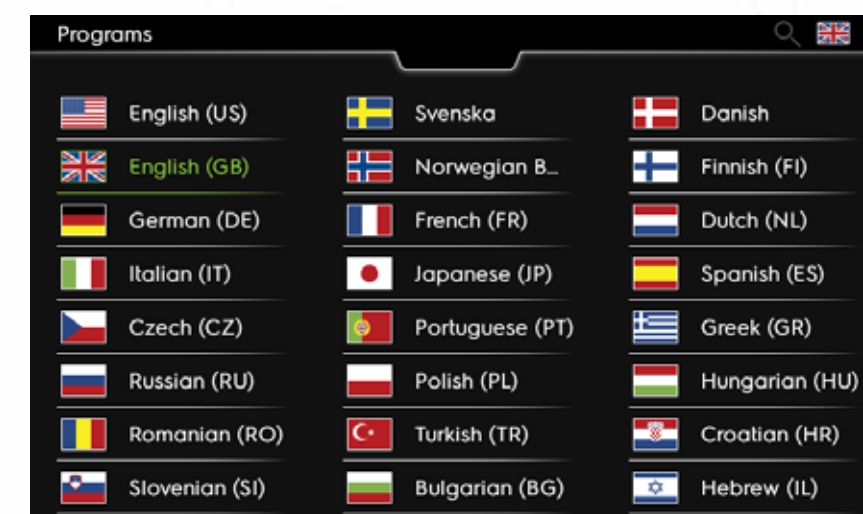 Programs
English (US) Svenska Danish
English (GB) Norwegian B... Finnish (FI)
German (DE) French (FR) Dutch (NL)
Italian (IT) Japanese (JP) Spanish (ES)
Czech (CZ) Portuguese (PT) Greek (GR)
Russian (RU) Polish (PL) Hungarian (HU)
Romanian (RO) Turkish (TR) Croatian (HR)
Slovenian (SI) Bulgarian (BG) Hebrew (IL)